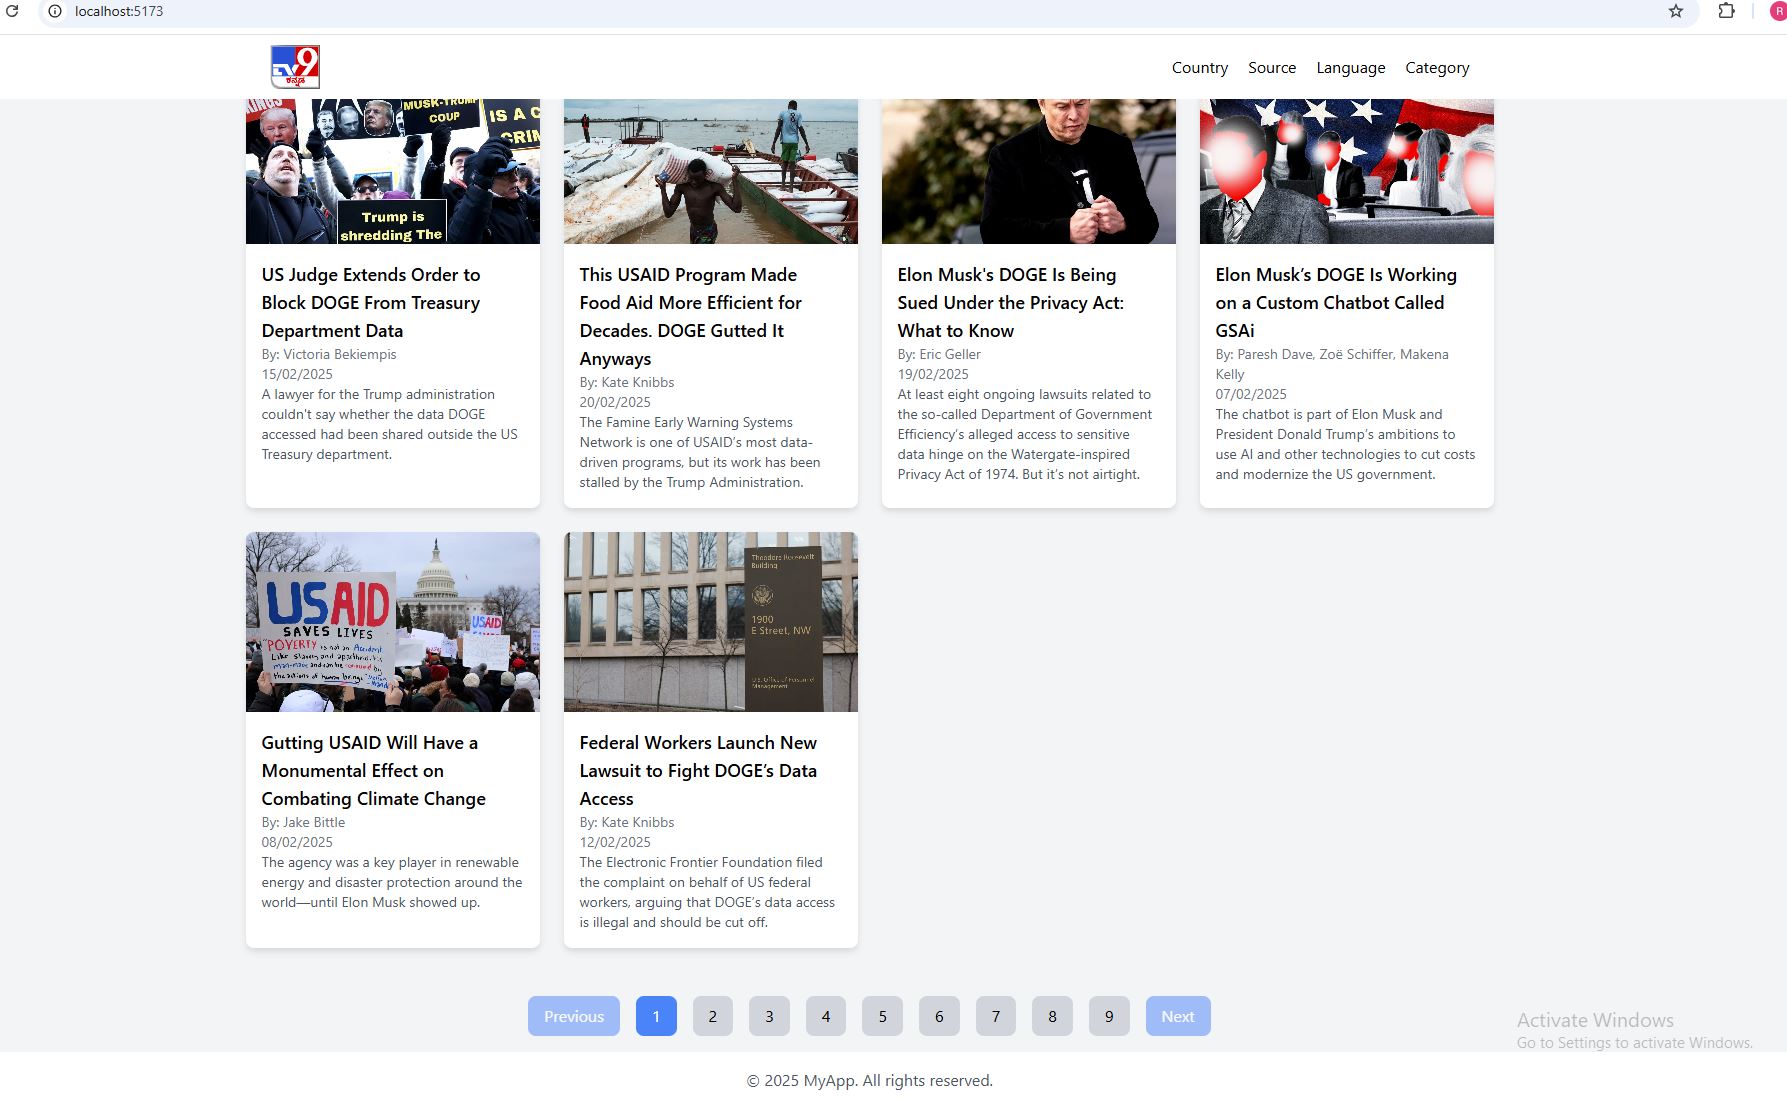 localhost:5173
R
TV9
ಕನ್ನಡ
Country Source Language Category
KINGS
MUSK-TRUMP
COUP
IS A C
CRIM
Trump is
shredding The
US Judge Extends Order to
Block DOGE From Treasury
Department Data
By: Victoria Bekiempis
15/02/2025
A lawyer for the Trump administration
couldn't say whether the data DOGE
accessed had been shared outside the US
Treasury department.
This USAID Program Made
Food Aid More Efficient for
Decades. DOGE Gutted It
Anyways
By: Kate Knibbs
20/02/2025
The Famine Early Warning Systems
Network is one of USAID’s most data-
driven programs, but its work has been
stalled by the Trump Administration.
Elon Musk's DOGE Is Being
Sued Under the Privacy Act:
What to Know
By: Eric Geller
19/02/2025
At least eight ongoing lawsuits related to
the so-called Department of Government
Efficiency’s alleged access to sensitive
data hinge on the Watergate-inspired
Privacy Act of 1974. But it’s not airtight.
Elon Musk’s DOGE Is Working
on a Custom Chatbot Called
GSAi
By: Paresh Dave, Zoë Schiffer, Makena
Kelly
07/02/2025
The chatbot is part of Elon Musk and
President Donald Trump’s ambitions to
use AI and other technologies to cut costs
and modernize the US government.
USAID
SAVES LIVES
"POVERTY is not an Accident.
Like slavery and apartheid, it is
man-made and can be removed by
the actions of human beings"
USAID
Gutting USAID Will Have a
Monumental Effect on
Combating Climate Change
By: Jake Bittle
08/02/2025
The agency was a key player in renewable
energy and disaster protection around the
world—until Elon Musk showed up.
Theodore Roosevelt
Building
1900
E Street, NW
U.S. Office of Personnel
Management
Federal Workers Launch New
Lawsuit to Fight DOGE’s Data
Access
By: Kate Knibbs
12/02/2025
The Electronic Frontier Foundation filed
the complaint on behalf of US federal
workers, arguing that DOGE’s data access
is illegal and should be cut off.
Previous 1 2 3 4 5 6 7 8 9 Next
Activate Windows
Go to Settings to activate Windows.
© 2025 MyApp. All rights reserved.